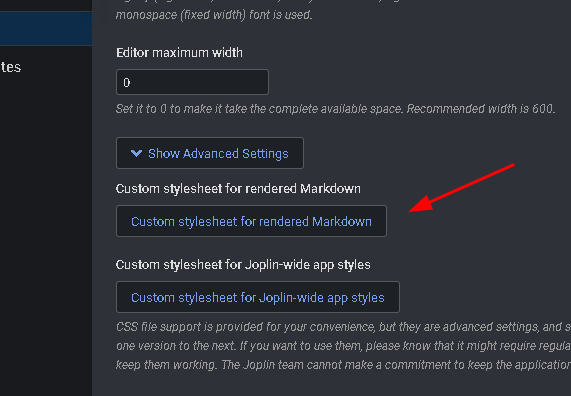 monospace (fixed width) font is used.
Editor maximum width
0
tes
Set it to 0 to make it take the complete available space. Recommended width is 600.
Show Advanced Settings
Custom stylesheet for rendered Markdown
Custom stylesheet for rendered Markdown
Custom stylesheet for Joplin-wide app styles
Custom stylesheet for Joplin-wide app styles
CSS file support is provided for your convenience, but they are advanced settings, and s
one version to the next. If you want to use them, please know that it might require regula
keep them working. The Joplin team cannot make a commitment to keep the application